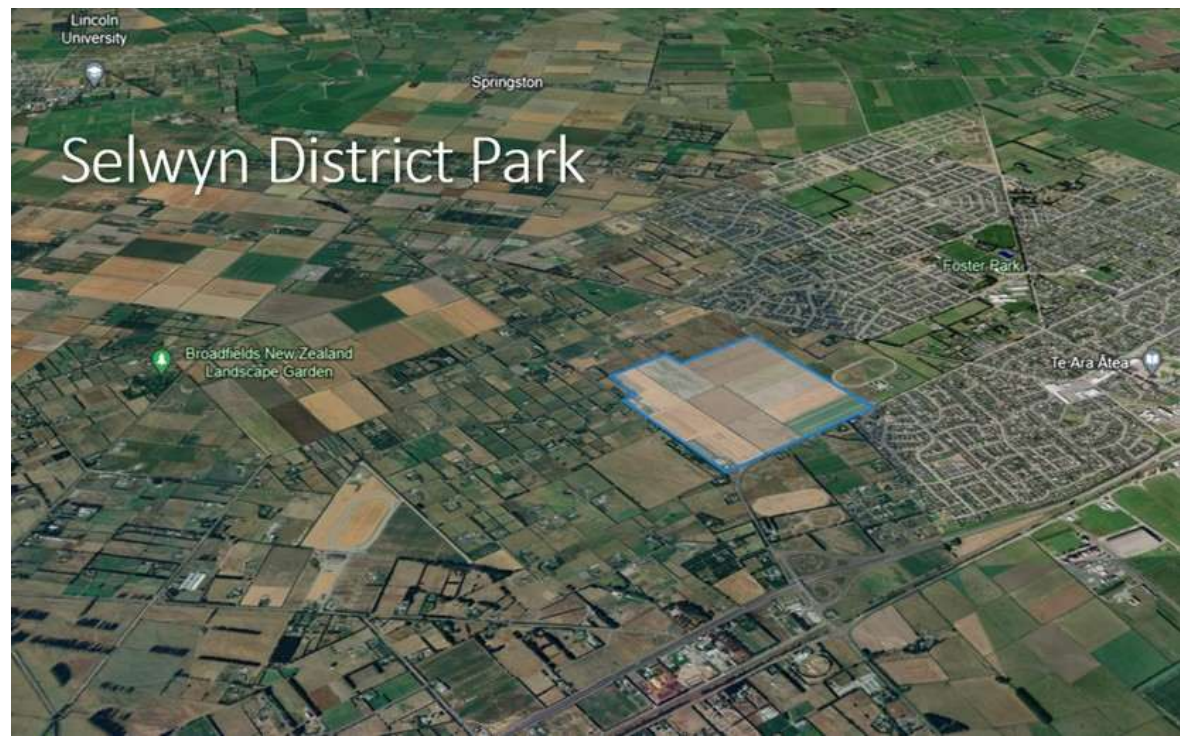 Lincoln
University
Springston
Selwyn District Park
Foster Park
Broadfields New Zealand
Landscape Garden
Te Ara Ātea